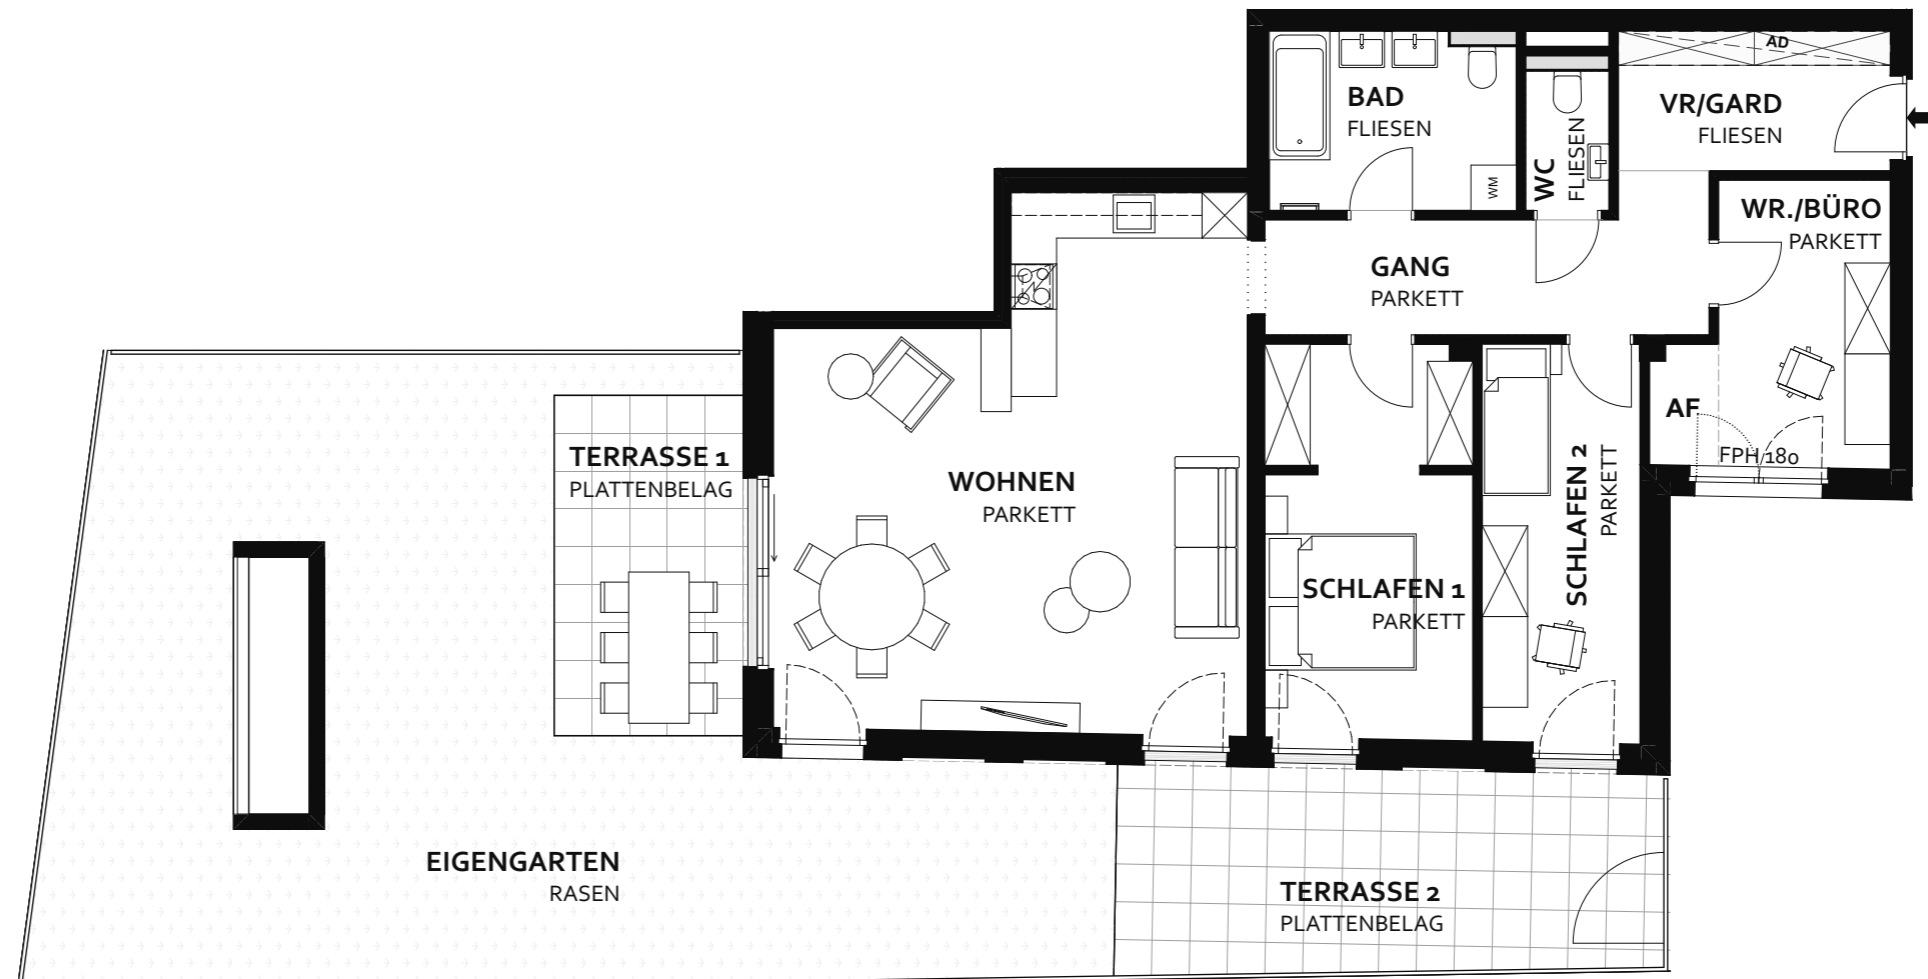 AD
BAD
FLIESEN
VR/GARD
FLIESEN
WC
FLIESEN
WM
WR./BÜRO
PARKETT
GANG
PARKETT
AF
FPH 180
TERRASSE 1
PLATTENBELAG
WOHNEN
PARKETT
SCHLAFEN 1
PARKETT
SCHLAFEN 2
PARKETT
EIGENGARTEN
RASEN
TERRASSE 2
PLATTENBELAG